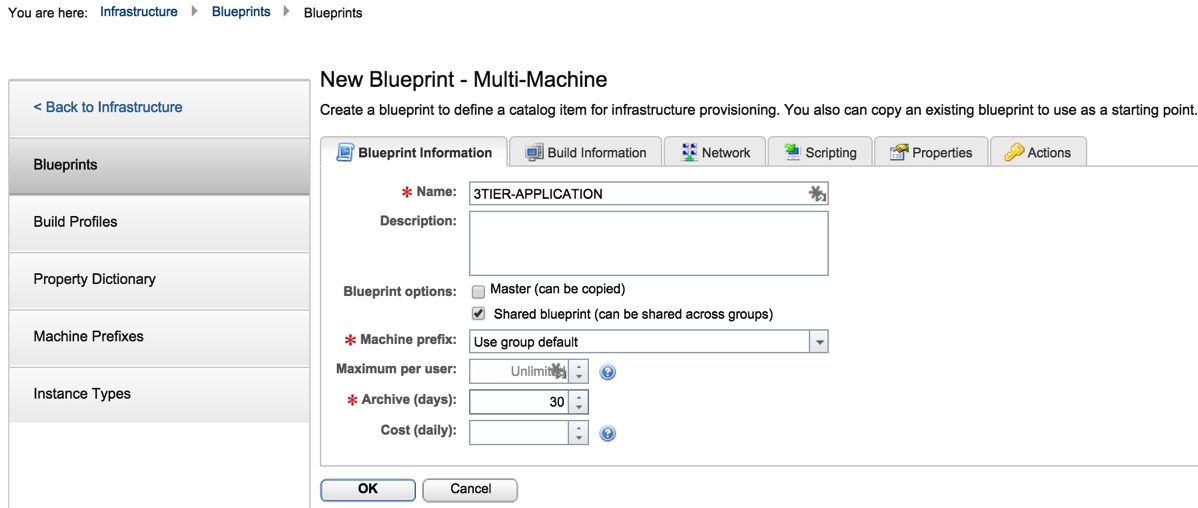 You are here: Infrastructure Blueprints Blueprints
New Blueprint - Multi-Machine
Create a blueprint to define a catalog item for infrastructure provisioning. You also can copy an existing blueprint to use as a starting point.
< Back to Infrastructure
Blueprints
Build Profiles
Property Dictionary
Machine Prefixes
Instance Types
Blueprint Information Build Information Network Scripting Properties Actions
* Name: 3TIER-APPLICATION
Description:
Blueprint options: Master (can be copied)
Shared blueprint (can be shared across groups)
* Machine prefix: Use group default
Maximum per user:
* Archive (days): 30
Cost (daily):
OK Cancel